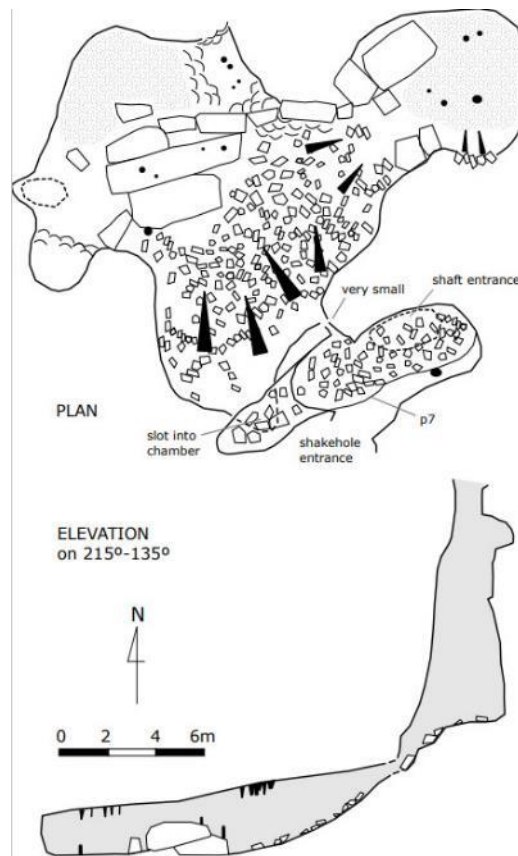 very small
shaft entrance
PLAN
slot into
chamber
shakehole
entrance
p7
ELEVATION
on 215º-135º
N
0 2 4 6m